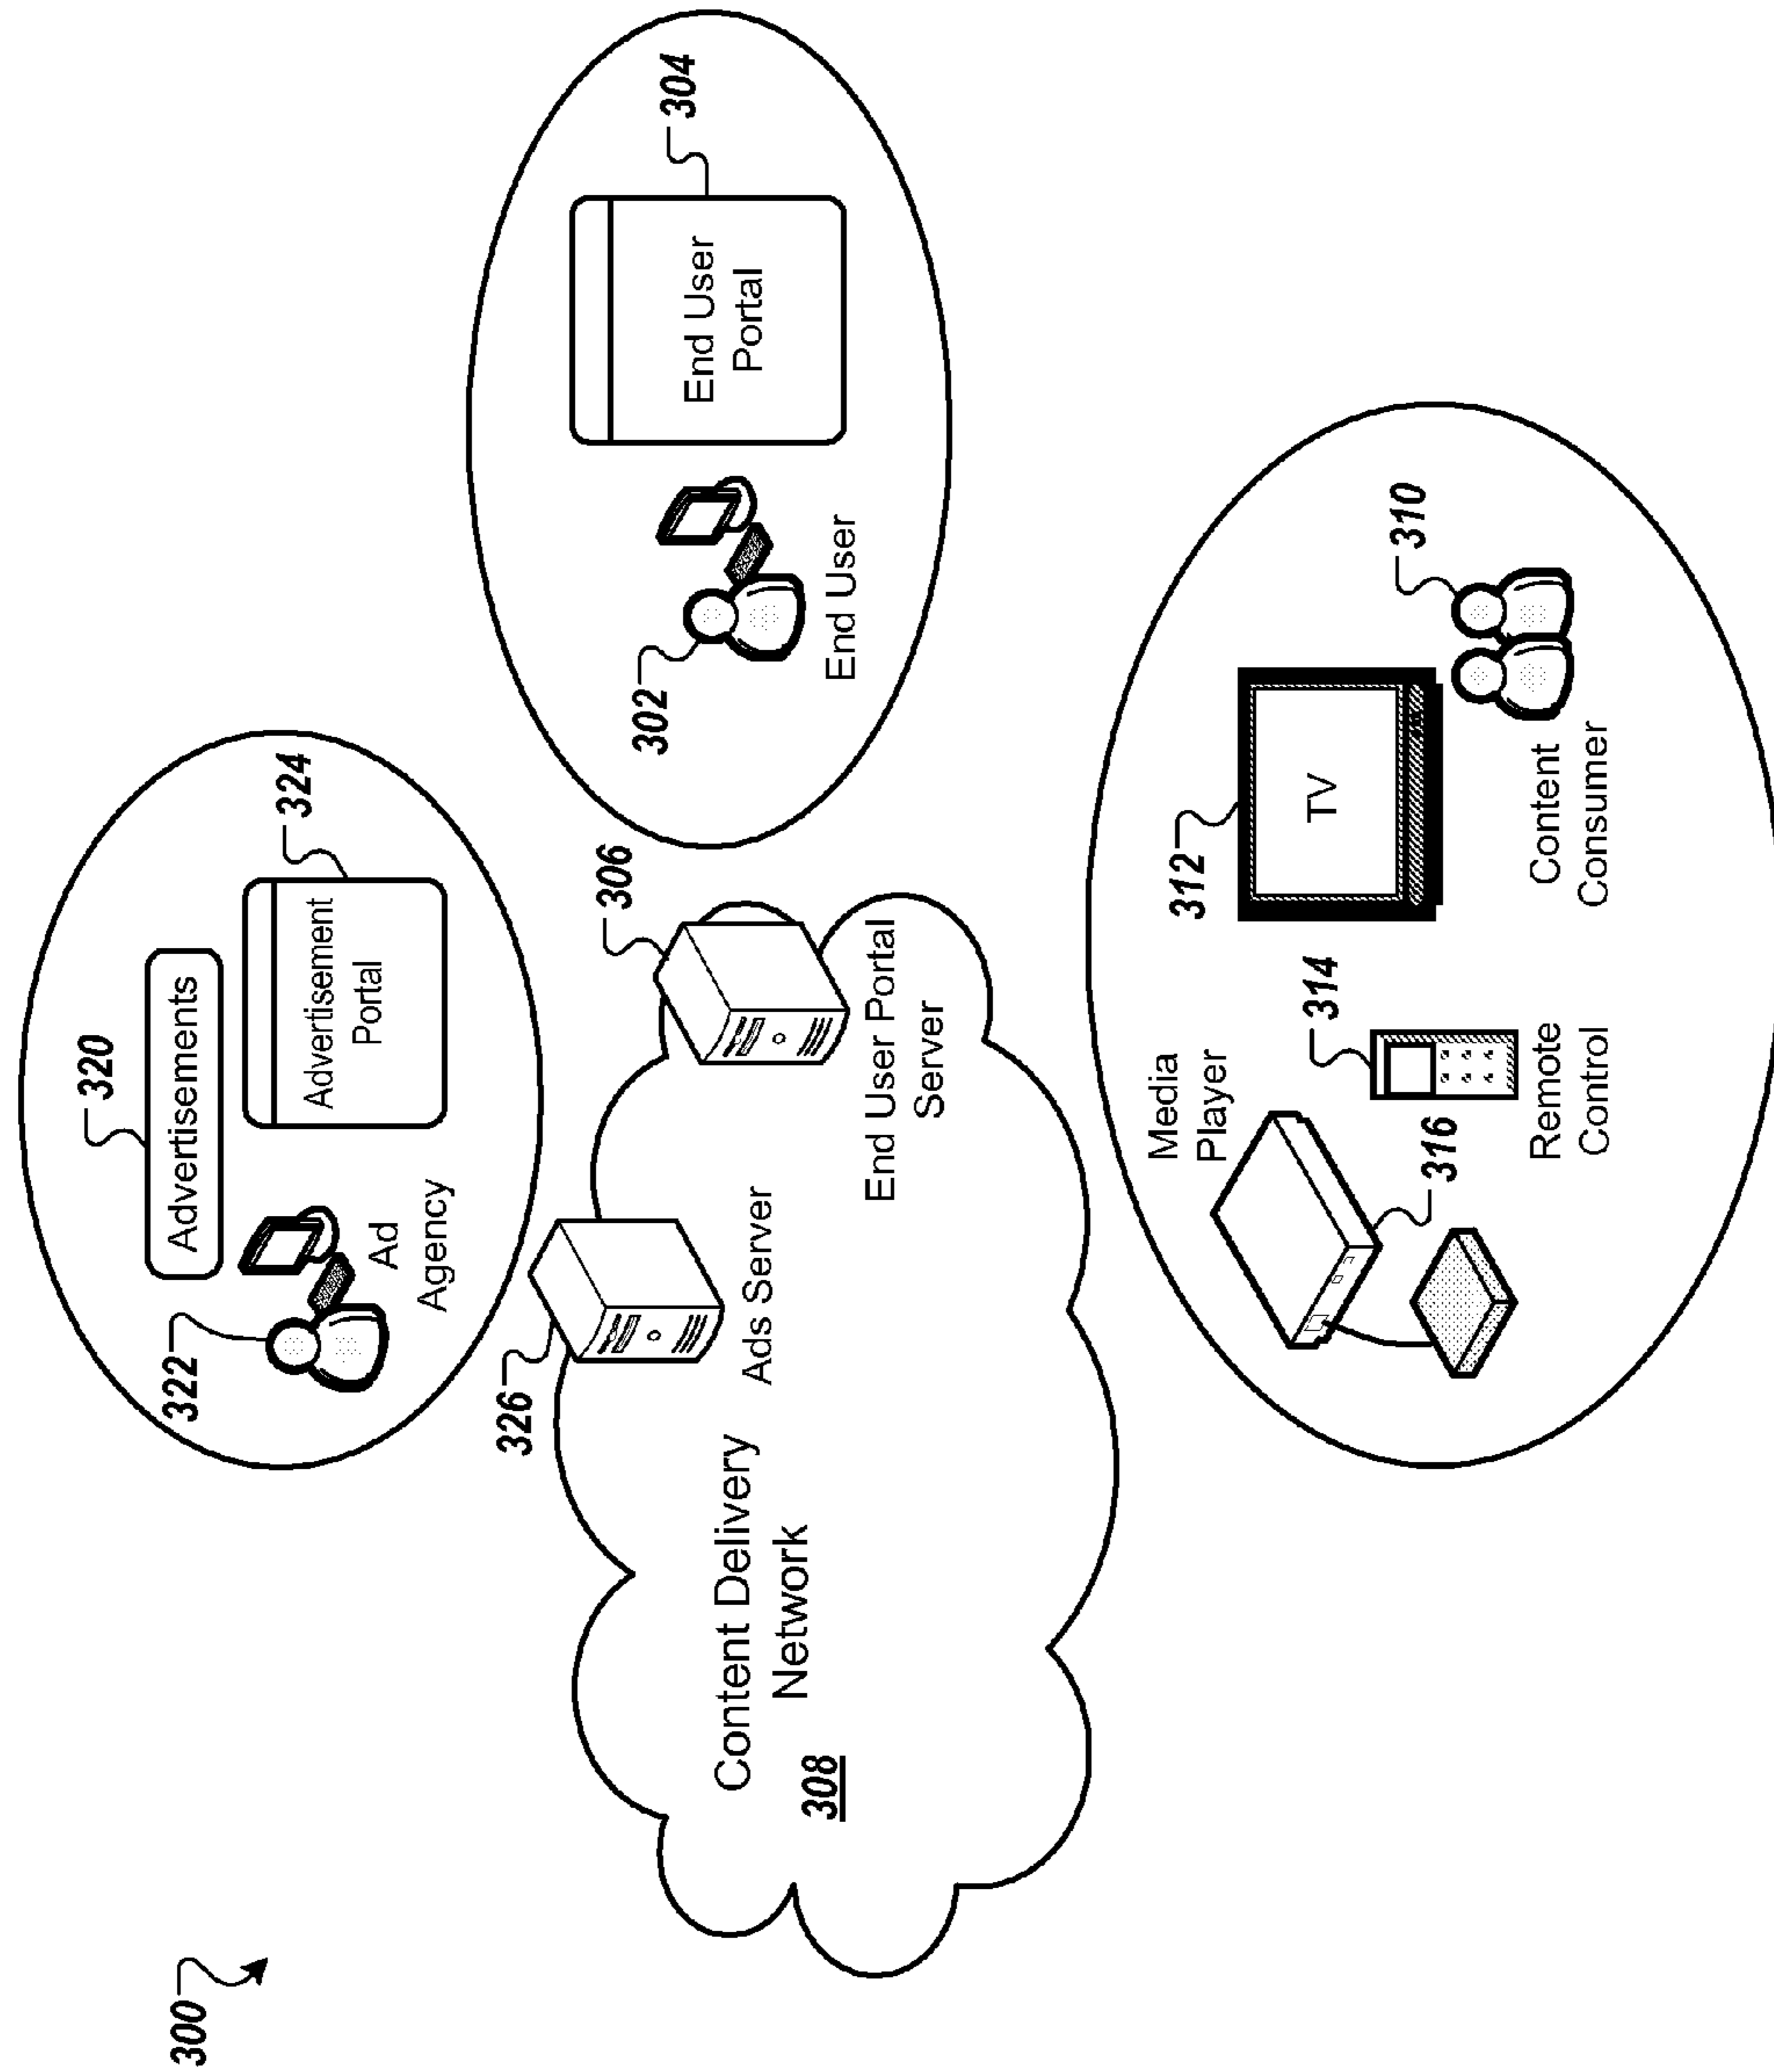 300
320
Advertisements
322
Ad
Agency
324
Advertisement
Portal
326
Ads Server
306
End User Portal
Server
Content Delivery
Network
308
302
End User
304
End User
Portal
Media
Player
316
314
Remote
Control
312
TV
310
Content
Consumer